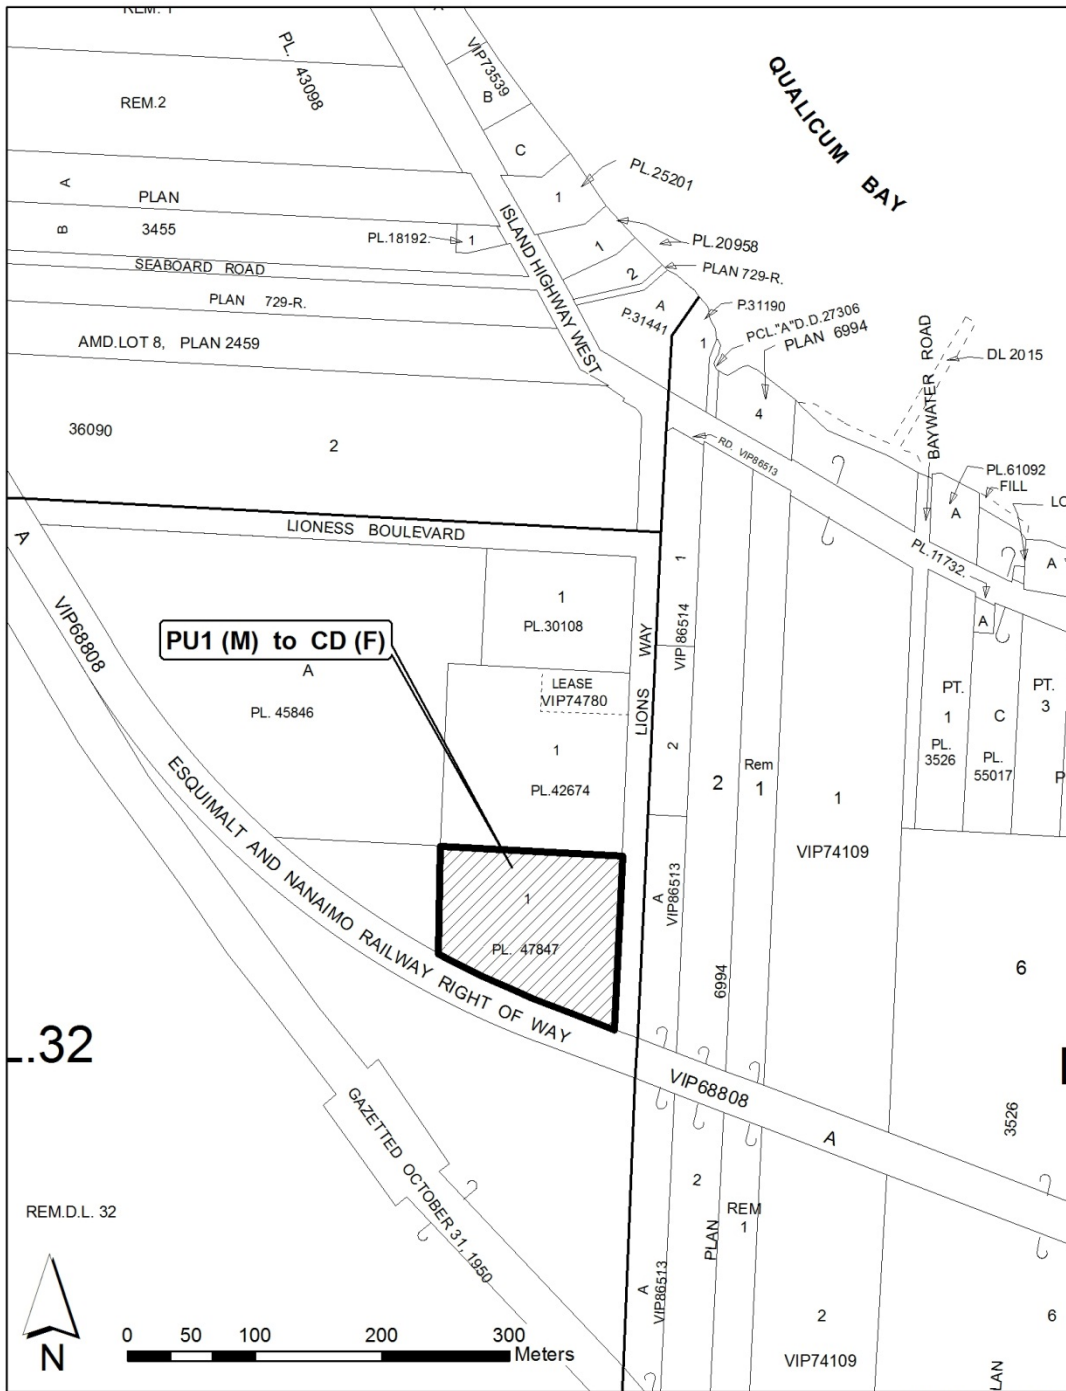 REM. 1
PL. 43098
VIP73539
B
C
REM.2
QUALICUM BAY
PL.25201
A
PLAN
1
B
3455
PL.18192.
1
ISLAND HIGHWAY WEST
1
PL.20958
SEABOARD ROAD
2
PLAN 729-R.
PLAN 729-R.
A
P.31441
P.31190
1
PCL."A"D.D.27306
PLAN 6994
AMD.LOT 8, PLAN 2459
BAYWATER ROAD
DL 2015
4
36090
2
RD. VIP86513
PL.61092
FILL
LO
A
A
LIONESS BOULEVARD
PL.11732.
A
VIP68808
1
PL.30108
1
VIP86514
A
PU1 (M) to CD (F)
A
PL. 45846
LEASE
VIP74780
LIONS WAY
1
PL.42674
2
2
Rem
1
1
VIP74109
PT.
1
PL.
3526
C
PL.
55017
PT.
3
P
ESQUIMALT AND NANAIMO RAILWAY RIGHT OF WAY
1
PL. 47847
A
VIP86513
6994
6
L.32
VIP68808
A
3526
GAZETTED OCTOBER 31, 1950
REM.D.L. 32
2
PLAN
REM
1
A
VIP86513
2
VIP74109
6
LAN
N
0 50 100 200 300
Meters